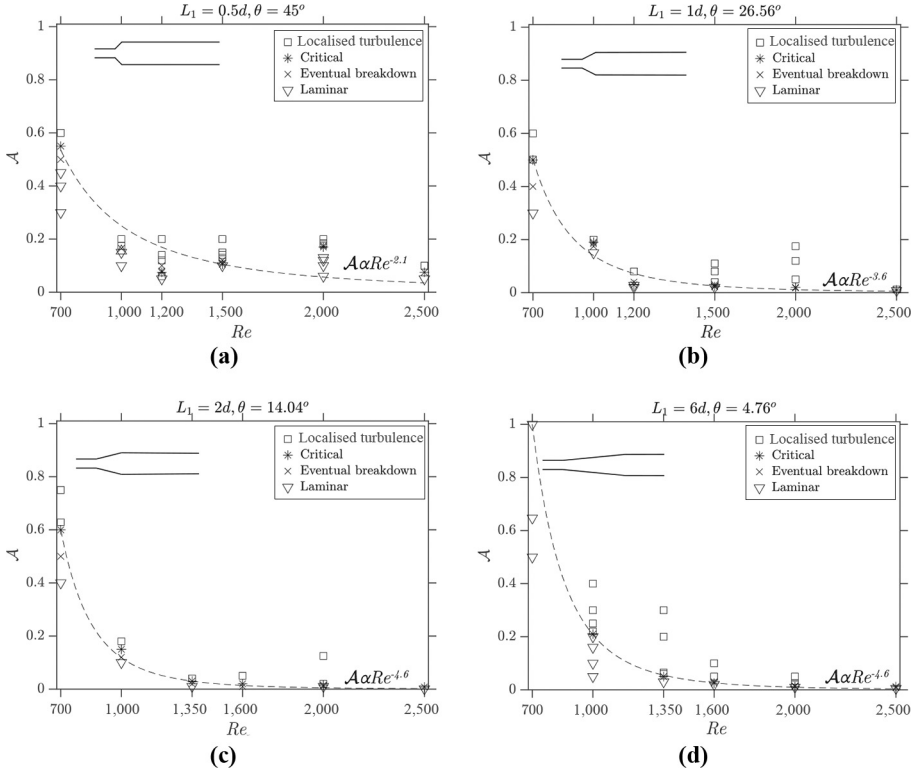 L₁ = 0.5d, θ = 45°
1
0.8
0.6
0.4
0.2
0
𝒜
Localised turbulence
Critical
Eventual breakdown
Laminar
𝒜αRe⁻²·¹
700 1,000 1,200 1,500 2,000 2,500
Re
(a)
L₁ = 1d, θ = 26.56°
1
0.8
0.6
0.4
0.2
0
𝒜
Localised turbulence
Critical
Eventual breakdown
Laminar
𝒜αRe⁻³·⁶
700 1,000 1,200 1,500 2,000 2,500
Re
(b)
L₁ = 2d, θ = 14.04°
1
0.8
0.6
0.4
0.2
0
𝒜
Localised turbulence
Critical
Eventual breakdown
Laminar
𝒜αRe⁻⁴·⁶
700 1,000 1,350 1,600 2,000 2,500
Re
(c)
L₁ = 6d, θ = 4.76°
1
0.8
0.6
0.4
0.2
0
𝒜
Localised turbulence
Critical
Eventual breakdown
Laminar
𝒜αRe⁻⁴·⁶
700 1,000 1,350 1,600 2,000 2,500
Re
(d)